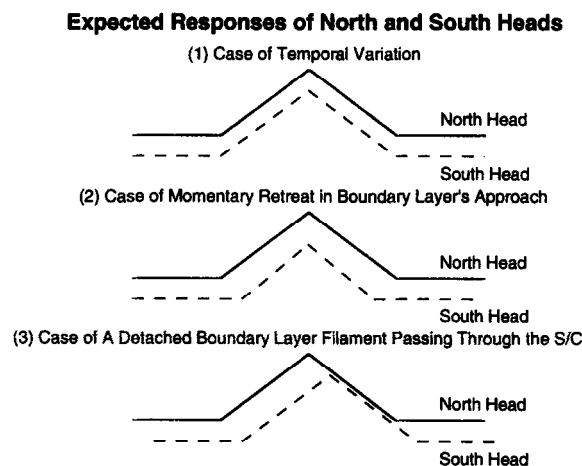 Expected Responses of North and South Heads
(1) Case of Temporal Variation
North Head
South Head
(2) Case of Momentary Retreat in Boundary Layer's Approach
North Head
South Head
(3) Case of A Detached Boundary Layer Filament Passing Through the S/C
North Head
South Head